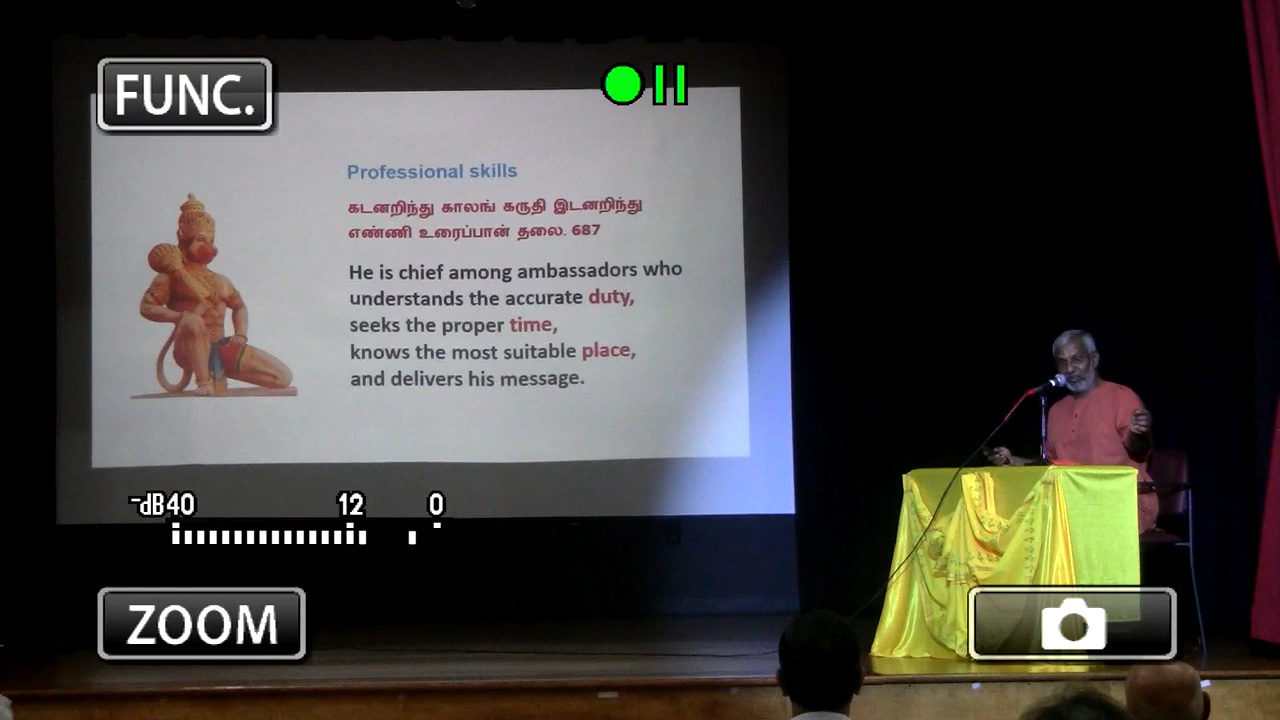 FUNC.
Professional skills
கடனறிந்து காலங் கருதி இடனறிந்து
எண்ணி உரைப்பான் தலை. 687
He is chief among ambassadors who
understands the accurate duty,
seeks the proper time,
knows the most suitable place,
and delivers his message.
-dB40 12 0
ZOOM